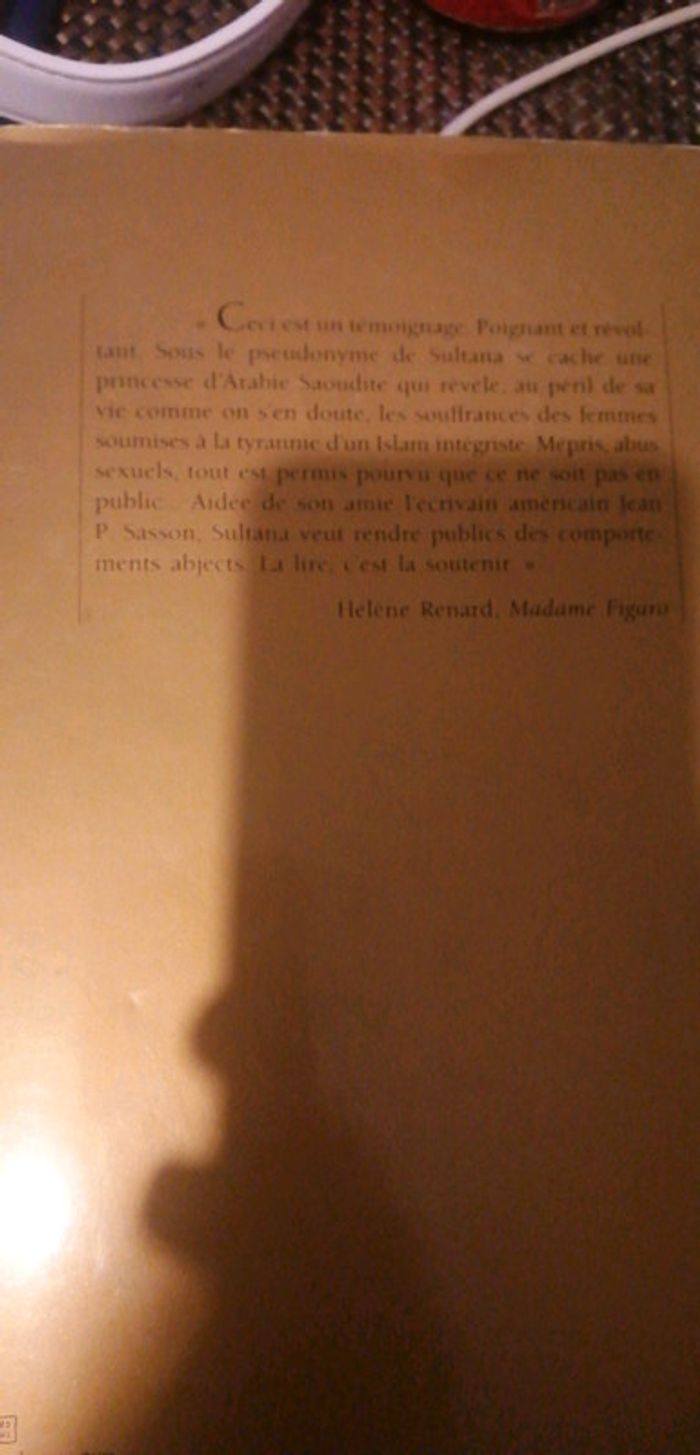 « Ceci est un témoignage. Poignant et révol-
tant. Sous le pseudonyme de Sultana se cache une
princesse d'Arabie Saoudite qui révèle, au péril de sa
vie comme on s'en doute, les souffrances des femmes
soumises à la tyrannie d'un Islam intégriste. Mépris, abus
sexuels, tout est permis pourvu que ce ne soit pas en
public... Aidée de son amie l'écrivain américain Jean
P. Sasson, Sultana veut rendre publics des comporte-
ments abjects. La lire, c'est la soutenir. »
Hélène Renard, Madame Figaro